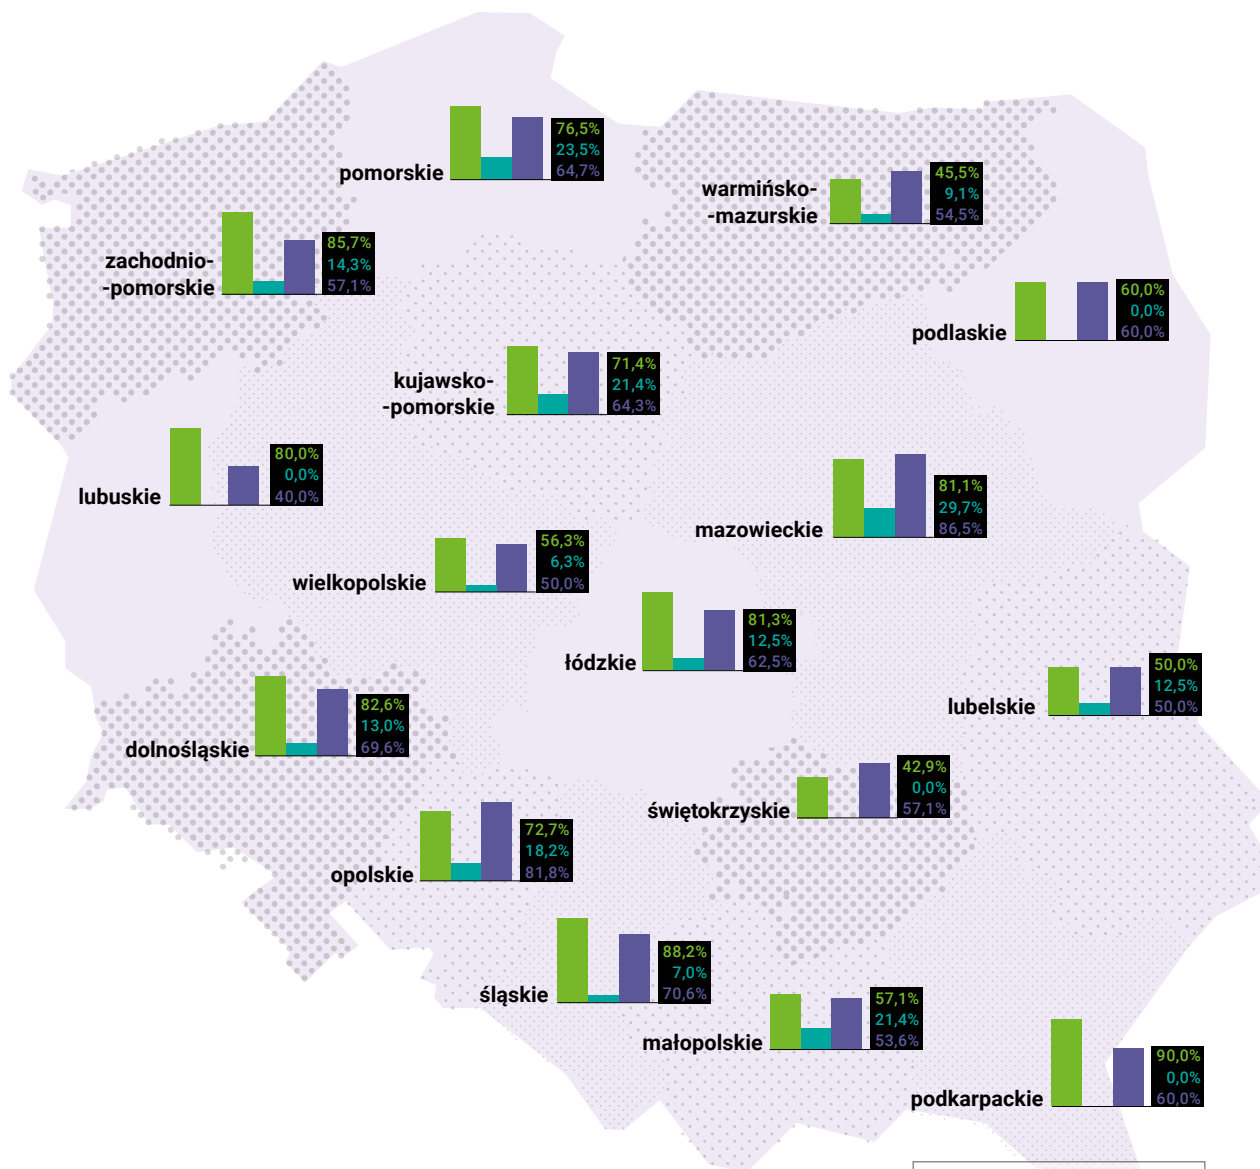 pomorskie
76,5%
23,5%
64,7%
warmińsko-
-mazurskie
45,5%
9,1%
54,5%
zachodnio-
-pomorskie
85,7%
14,3%
57,1%
podlaskie
60,0%
0,0%
60,0%
kujawsko-
-pomorskie
71,4%
21,4%
64,3%
lubuskie
80,0%
0,0%
40,0%
mazowieckie
81,1%
29,7%
86,5%
wielkopolskie
56,3%
6,3%
50,0%
łódzkie
81,3%
12,5%
62,5%
lubelskie
50,0%
12,5%
50,0%
dolnośląskie
82,6%
13,0%
69,6%
świętokrzyskie
42,9%
0,0%
57,1%
opolskie
72,7%
18,2%
81,8%
śląskie
88,2%
7,0%
70,6%
małopolskie
57,1%
21,4%
53,6%
podkarpackie
90,0%
0,0%
60,0%